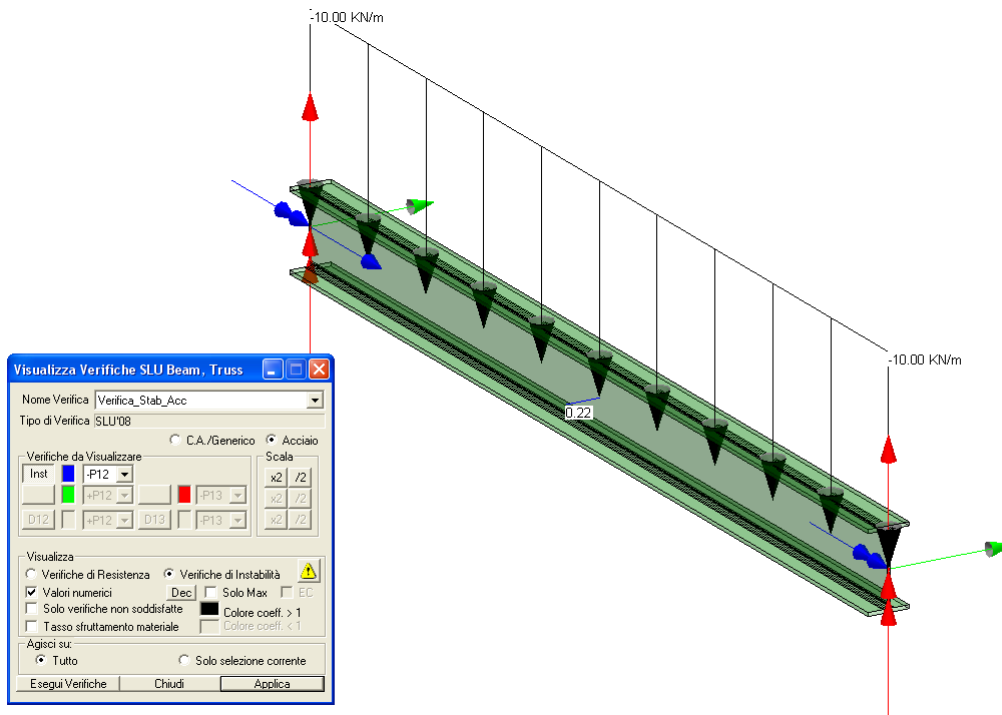 -10.00 KN/m
-10.00 KN/m
0.22
Visualizza Verifiche SLU Beam, Truss
Nome Verifica Verifica_Stab_Acc
Tipo di Verifica SLU'08
C.A./Generico Acciaio
Verifiche da Visualizzare Scala
Inst -P12 x2 /2
+P12 -P13 x2 /2
D12 +P12 D13 -P13 x2 /2
Visualizza
Verifiche di Resistenza Verifiche di Instabilità
Valori numerici Dec Solo Max EC
Solo verifiche non soddisfatte Colore coeff. > 1
Tasso sfruttamento materiale Colore coeff. < 1
Agisci su:
Tutto Solo selezione corrente
Esegui Verifiche Chiudi Applica